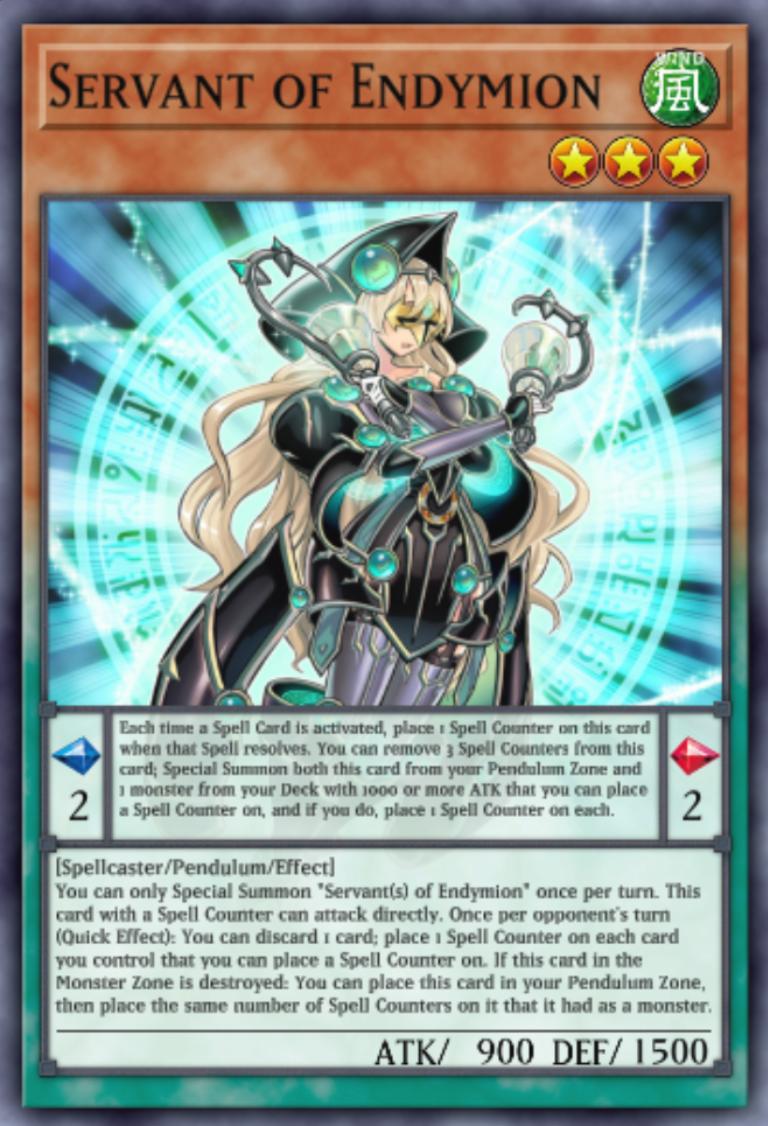 SERVANT OF ENDYMION
WIND
風
Each time a Spell Card is activated, place 1 Spell Counter on this card
when that Spell resolves. You can remove 3 Spell Counters from this
card; Special Summon both this card from your Pendulum Zone and
1 monster from your Deck with 1000 or more ATK that you can place
a Spell Counter on, and if you do, place 1 Spell Counter on each.
2
2
[Spellcaster/Pendulum/Effect]
You can only Special Summon "Servant(s) of Endymion" once per turn. This
card with a Spell Counter can attack directly. Once per opponent's turn
(Quick Effect): You can discard 1 card; place 1 Spell Counter on each card
you control that you can place a Spell Counter on. If this card in the
Monster Zone is destroyed: You can place this card in your Pendulum Zone,
then place the same number of Spell Counters on it that it had as a monster.
ATK/ 900 DEF/ 1500